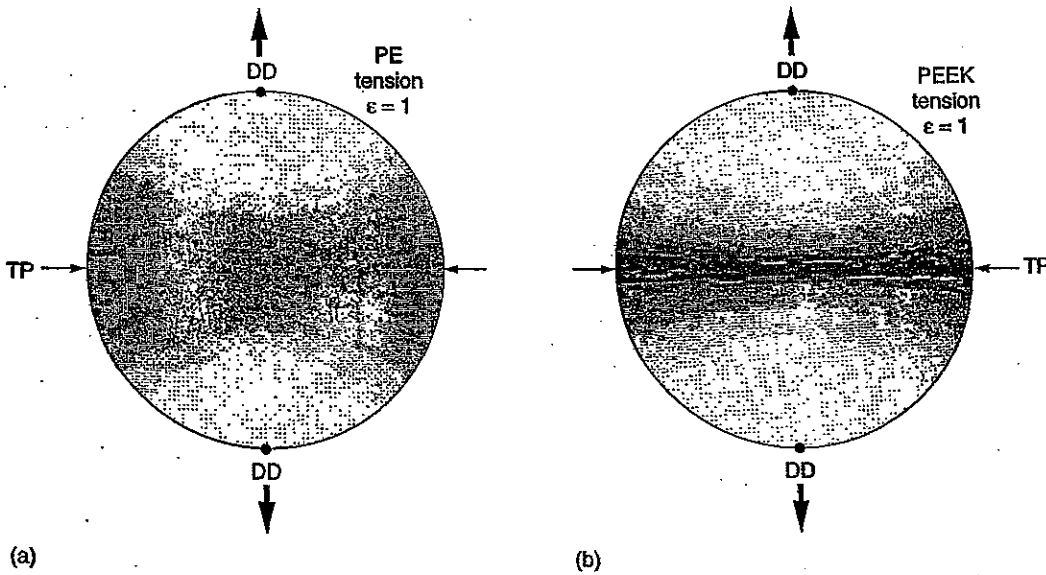 DD
PE
tension
ε = 1
TP
DD
(a)
DD
PEEK
tension
ε = 1
TP
DD
(b)